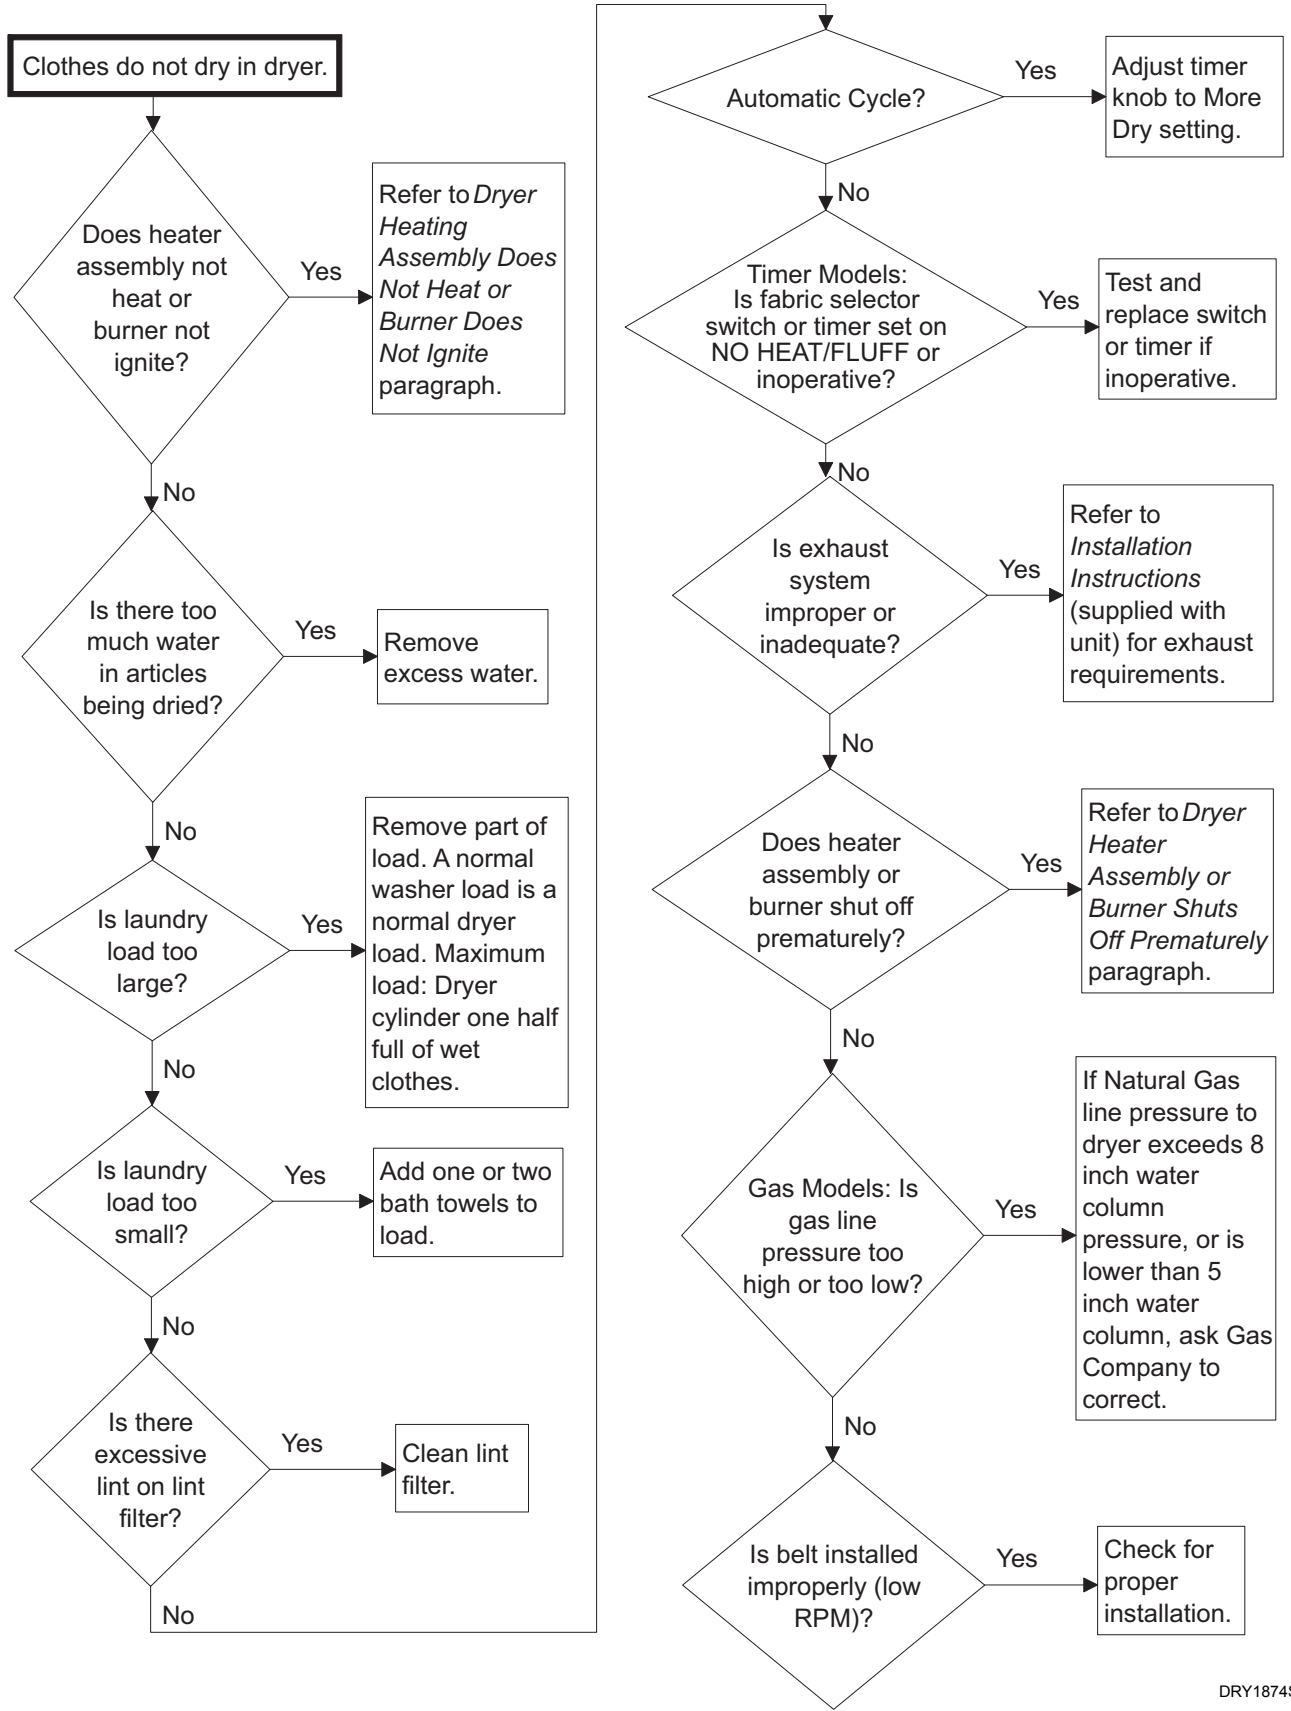 Clothes do not dry in dryer.
Does heater
assembly not
heat or
burner not
ignite?
Yes
Refer to Dryer
Heating
Assembly Does
Not Heat or
Burner Does
Not Ignite
paragraph.
No
Is there too
much water
in articles
being dried?
Yes
Remove
excess water.
No
Is laundry
load too
large?
Yes
Remove part of
load. A normal
washer load is a
normal dryer
load. Maximum
load: Dryer
cylinder one half
full of wet
clothes.
No
Is laundry
load too
small?
Yes
Add one or two
bath towels to
load.
No
Is there
excessive
lint on lint
filter?
Yes
Clean lint
filter.
No
Automatic Cycle?
Yes
Adjust timer
knob to More
Dry setting.
No
Timer Models:
Is fabric selector
switch or timer set on
NO HEAT/FLUFF or
inoperative?
Yes
Test and
replace switch
or timer if
inoperative.
No
Is exhaust
system
improper or
inadequate?
Yes
Refer to
Installation
Instructions
(supplied with
unit) for exhaust
requirements.
No
Does heater
assembly or
burner shut off
prematurely?
Yes
Refer to Dryer
Heater
Assembly or
Burner Shuts
Off Prematurely
paragraph.
No
Gas Models: Is
gas line
pressure too
high or too low?
Yes
If Natural Gas
line pressure to
dryer exceeds 8
inch water
column
pressure, or is
lower than 5
inch water
column, ask Gas
Company to
correct.
No
Is belt installed
improperly (low
RPM)?
Yes
Check for
proper
installation.
DRY1874S